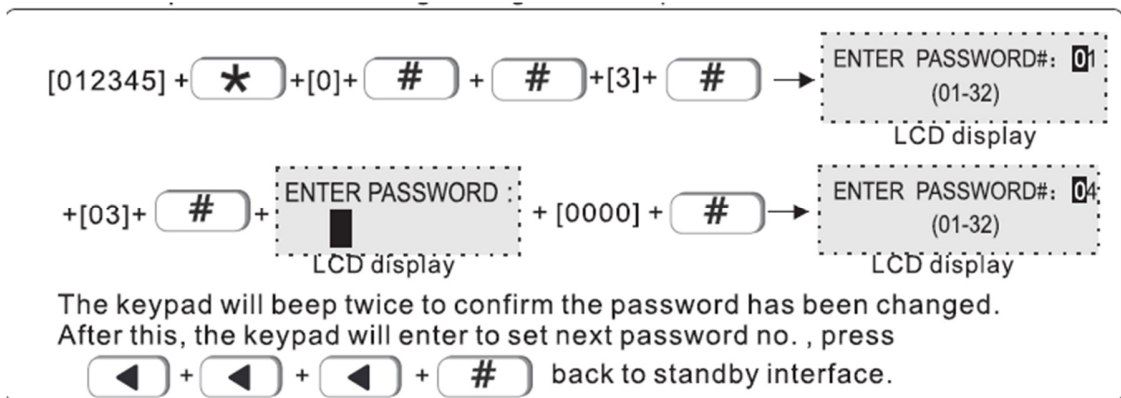 [012345] + * +[0]+ # + # +[3]+ # → ENTER PASSWORD#: 01
(01-32)
LCD display
+[03]+ # + ENTER PASSWORD : + [0000] + # → ENTER PASSWORD#: 04
(01-32)
LCD display LCD display
The keypad will beep twice to confirm the password has been changed.
After this, the keypad will enter to set next password no. , press
◀ + ◀ + ◀ + # back to standby interface.